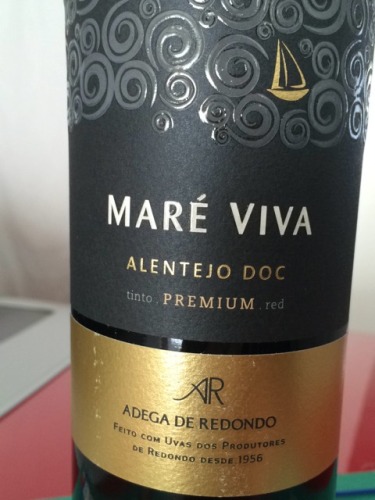 MARÉ VIVA
ALENTEJO DOC
tinto . PREMIUM . red
AR
ADEGA DE REDONDO
FEITO COM UVAS DOS PRODUTORES
DE REDONDO DESDE 1956